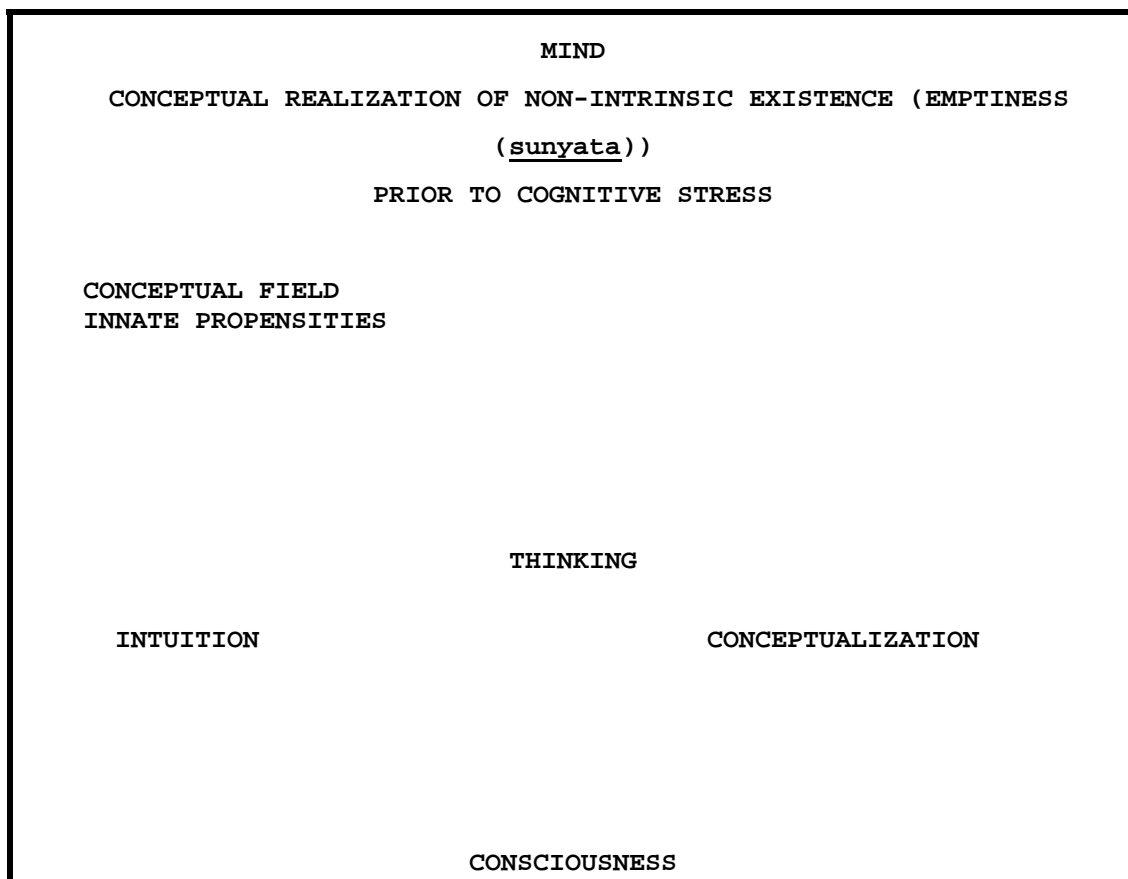 MIND
CONCEPTUAL REALIZATION OF NON-INTRINSIC EXISTENCE (EMPTINESS
(sunyata))
PRIOR TO COGNITIVE STRESS
CONCEPTUAL FIELD
INNATE PROPENSITIES
THINKING
INTUITION CONCEPTUALIZATION
CONSCIOUSNESS